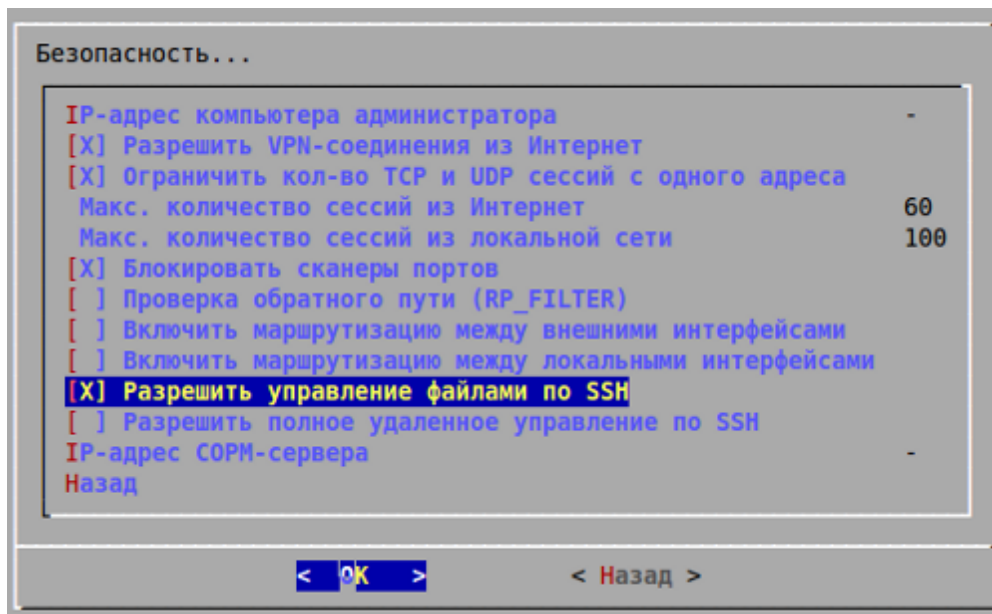 Безопасность...
IP-адрес компьютера администратора -
[X] Разрешить VPN-соединения из Интернет
[X] Ограничить кол-во TCP и UDP сессий с одного адреса
Макс. количество сессий из Интернет 60
Макс. количество сессий из локальной сети 100
[X] Блокировать сканеры портов
[ ] Проверка обратного пути (RP_FILTER)
[ ] Включить маршрутизацию между внешними интерфейсами
[ ] Включить маршрутизацию между локальными интерфейсами
[X] Разрешить управление файлами по SSH
[ ] Разрешить полное удаленное управление по SSH
IP-адрес СОРМ-сервера -
Назад
< OK > < Назад >